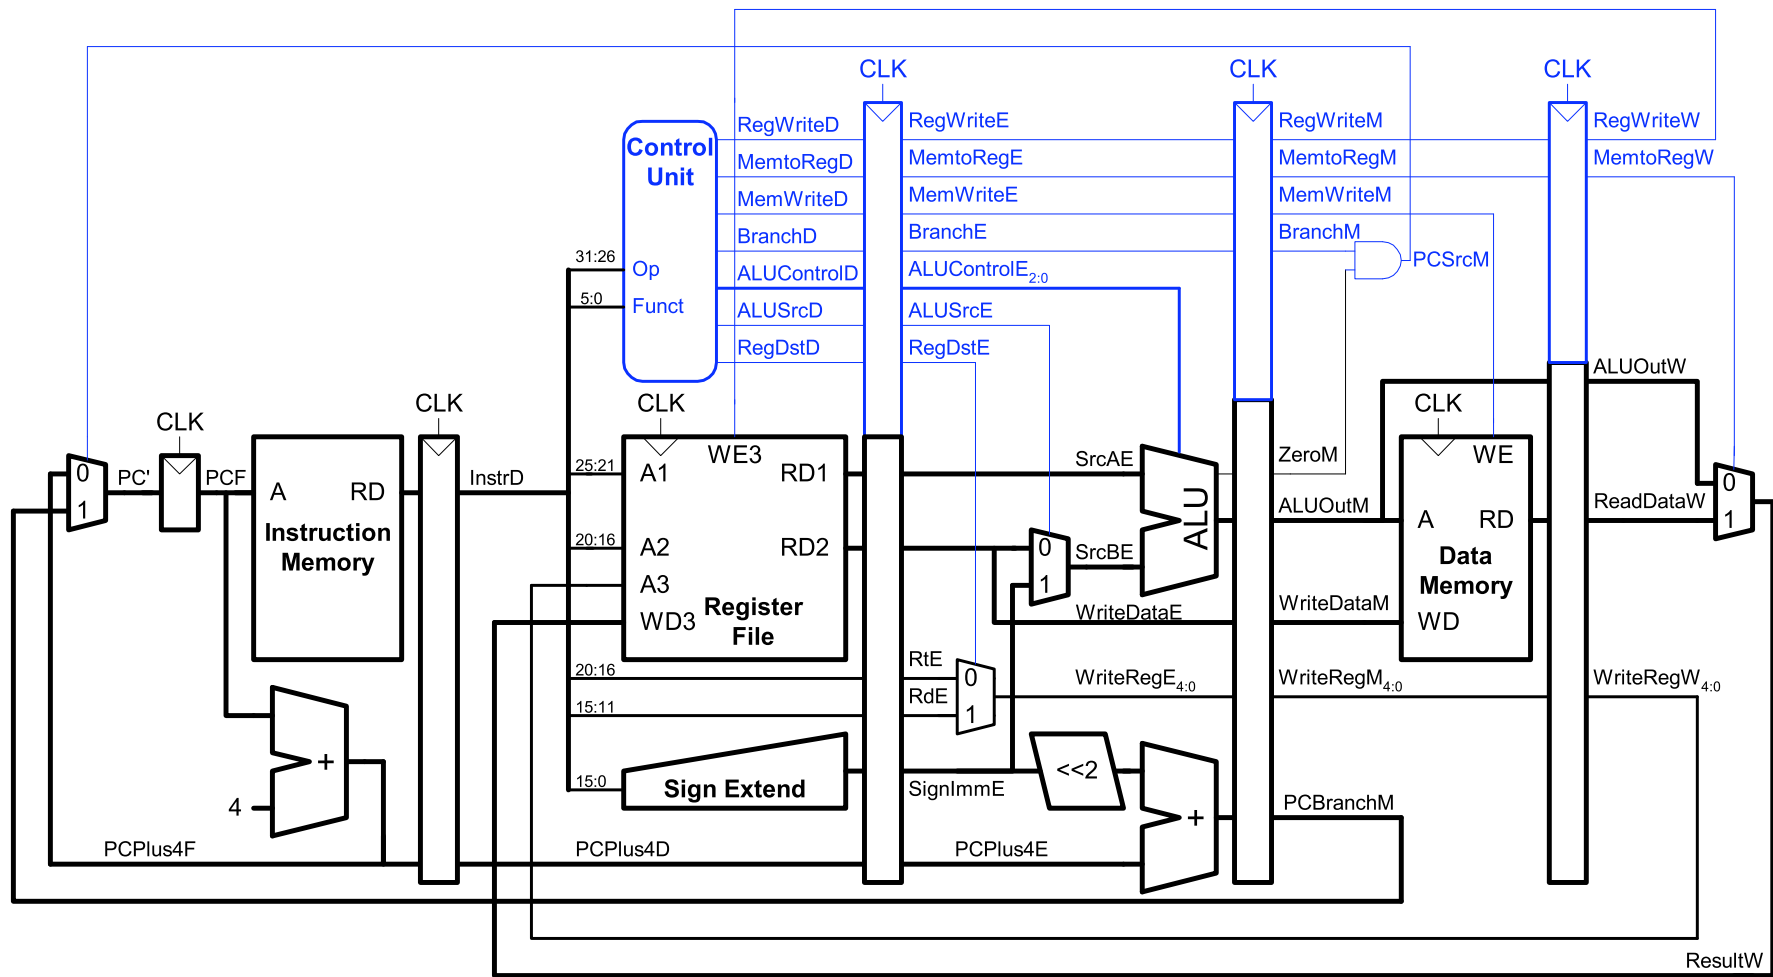 CLK
CLK
CLK
RegWriteD
RegWriteE
RegWriteM
RegWriteW
Control
Unit
MemtoRegD
MemtoRegE
MemtoRegM
MemtoRegW
MemWriteD
MemWriteE
MemWriteM
BranchD
BranchE
BranchM
31:26
Op
ALUControlD
ALUControlE2:0
PCSrcM
5:0
Funct
ALUSrcD
ALUSrcE
RegDstD
RegDstE
ALUOutW
CLK
CLK
CLK
CLK
0
1
PC'
PCF
A
RD
Instruction
Memory
InstrD
25:21
A1
WE3
RD1
SrcAE
ZeroM
WE
0
1
20:16
A2
RD2
0
1
SrcBE
ALU
ALUOutM
A
RD
ReadDataW
Data
Memory
A3
WD3
Register
File
WriteDataE
WriteDataM
WD
20:16
RtE
0
15:11
RdE
1
WriteRegE4:0
WriteRegM4:0
WriteRegW4:0
+
4
15:0
Sign Extend
SignImmE
<<2
+
PCBranchM
PCPlus4F
PCPlus4D
PCPlus4E
ResultW